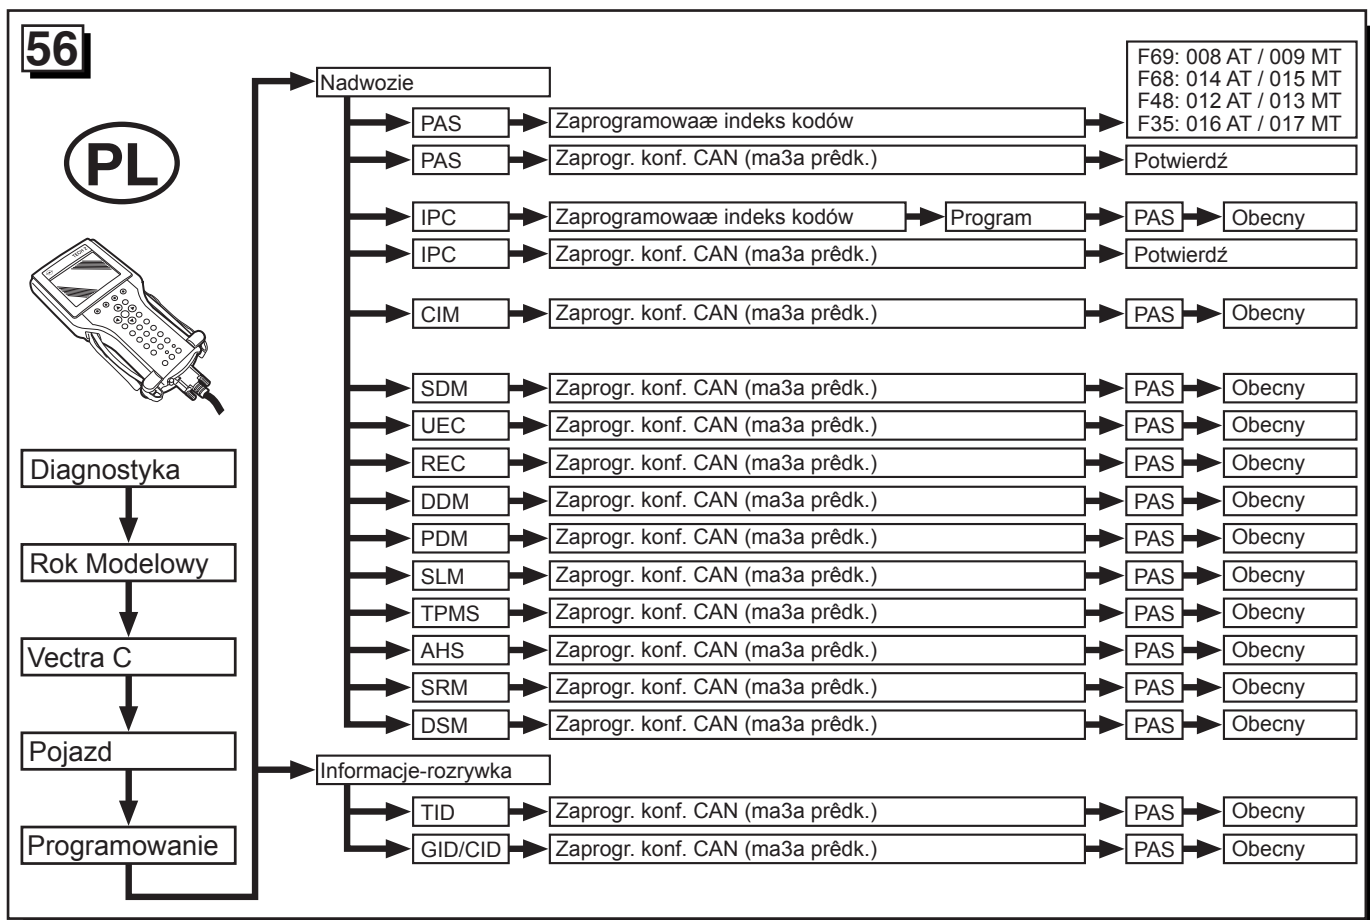 56
PL
TECH 2
Diagnostyka
Rok Modelowy
Vectra C
Pojazd
Programowanie
Nadwozie
PAS Zaprogramowaæ indeks kodów
F69: 008 AT / 009 MT
F68: 014 AT / 015 MT
F48: 012 AT / 013 MT
F35: 016 AT / 017 MT
PAS Zaprogr. konf. CAN (ma3a prêdk.) Potwierdź
IPC Zaprogramowaæ indeks kodów Program PAS Obecny
IPC Zaprogr. konf. CAN (ma3a prêdk.) Potwierdź
CIM Zaprogr. konf. CAN (ma3a prêdk.) PAS Obecny
SDM Zaprogr. konf. CAN (ma3a prêdk.) PAS Obecny
UEC Zaprogr. konf. CAN (ma3a prêdk.) PAS Obecny
REC Zaprogr. konf. CAN (ma3a prêdk.) PAS Obecny
DDM Zaprogr. konf. CAN (ma3a prêdk.) PAS Obecny
PDM Zaprogr. konf. CAN (ma3a prêdk.) PAS Obecny
SLM Zaprogr. konf. CAN (ma3a prêdk.) PAS Obecny
TPMS Zaprogr. konf. CAN (ma3a prêdk.) PAS Obecny
AHS Zaprogr. konf. CAN (ma3a prêdk.) PAS Obecny
SRM Zaprogr. konf. CAN (ma3a prêdk.) PAS Obecny
DSM Zaprogr. konf. CAN (ma3a prêdk.) PAS Obecny
Informacje-rozrywka
TID Zaprogr. konf. CAN (ma3a prêdk.) PAS Obecny
GID/CID Zaprogr. konf. CAN (ma3a prêdk.) PAS Obecny